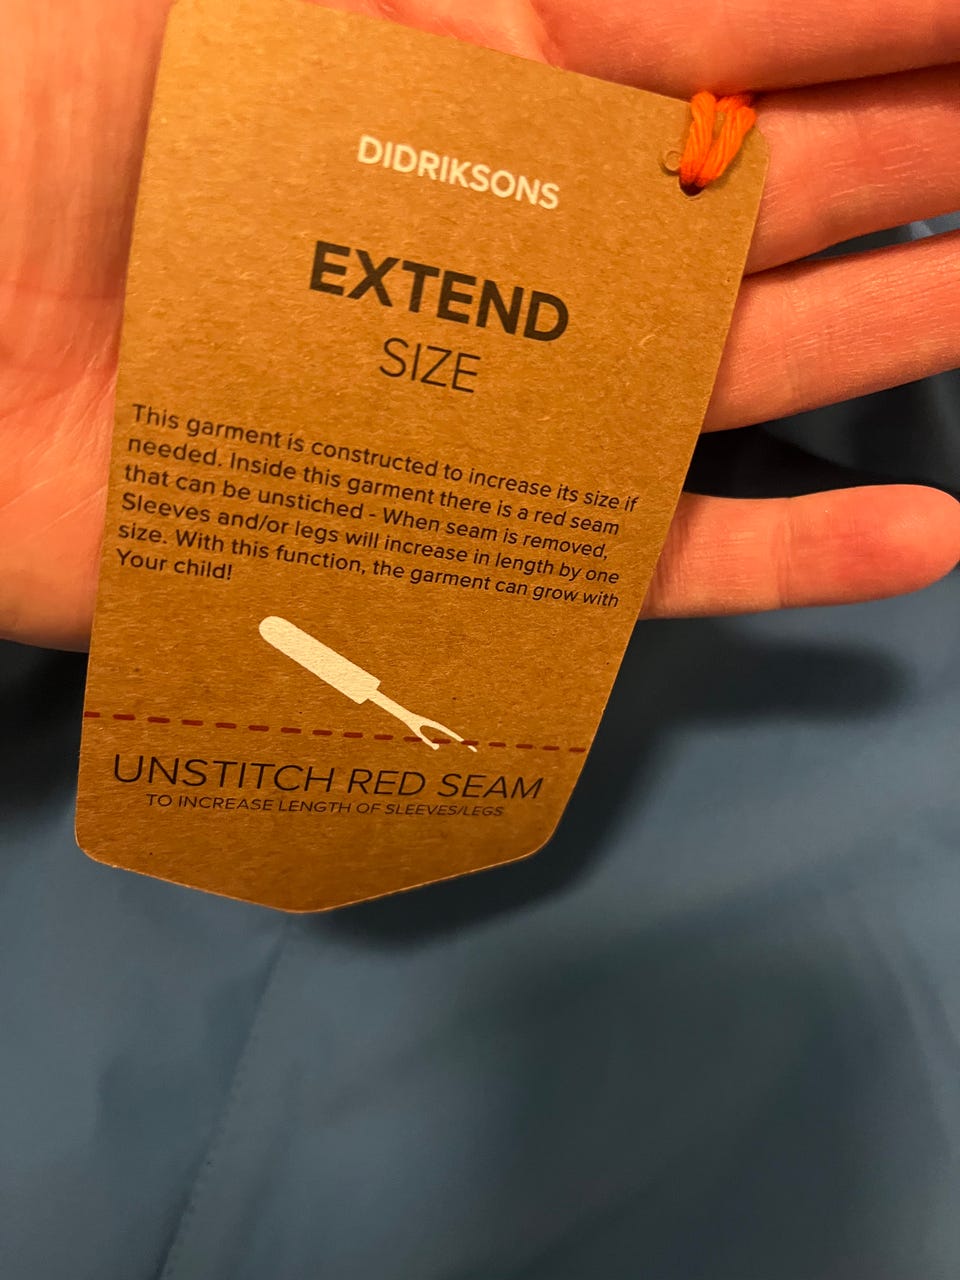 DIDRIKSONS
EXTEND
SIZE
This garment is constructed to increase its size if
needed. Inside this garment there is a red seam
that can be unstiched - When seam is removed,
Sleeves and/or legs will increase in length by one
size. With this function, the garment can grow with
Your child!
UNSTITCH RED SEAM
TO INCREASE LENGTH OF SLEEVES/LEGS